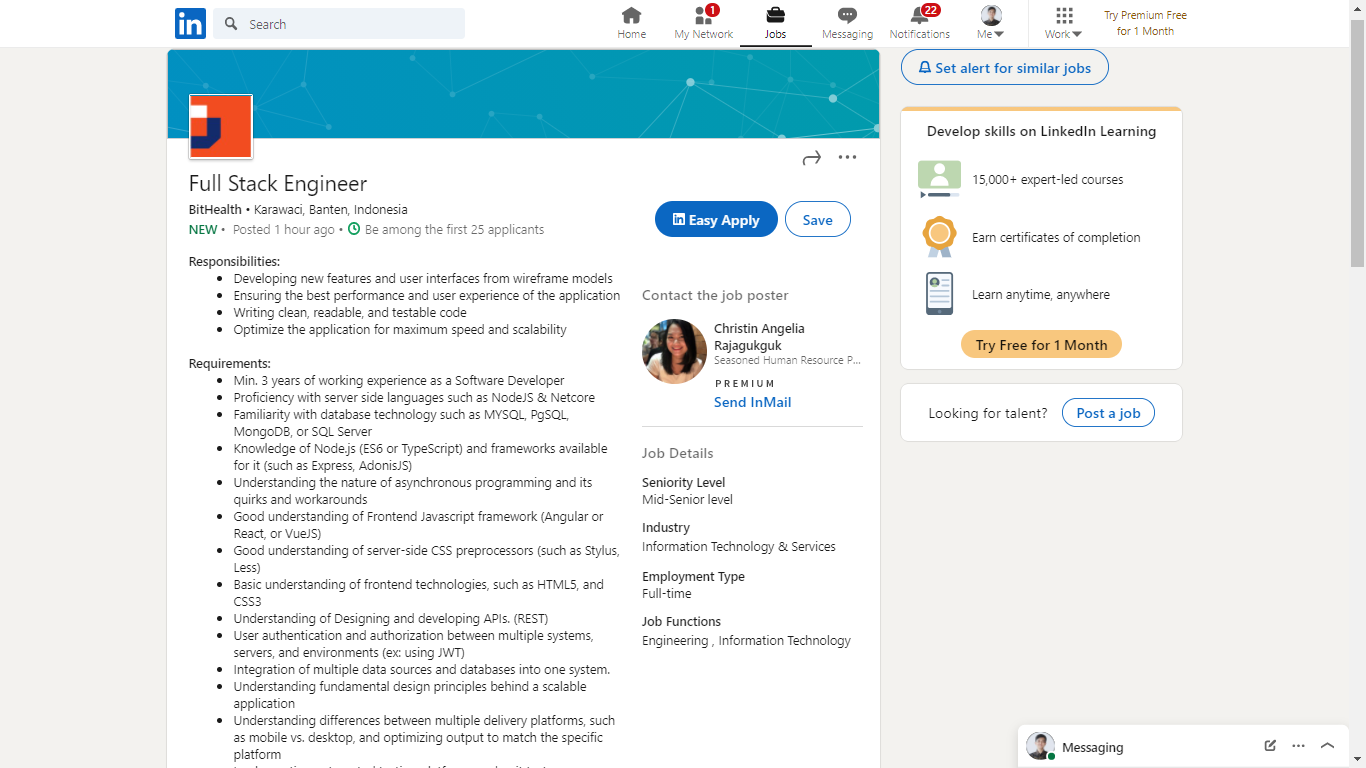 in
Search
1
22
Home
My Network
Jobs
Messaging
Notifications
Me
Work
Try Premium Free
for 1 Month
Full Stack Engineer
BitHealth • Karawaci, Banten, Indonesia
NEW • Posted 1 hour ago • Be among the first 25 applicants
in Easy Apply
Save
Responsibilities:
• Developing new features and user interfaces from wireframe models
• Ensuring the best performance and user experience of the application
• Writing clean, readable, and testable code
• Optimize the application for maximum speed and scalability
Requirements:
• Min. 3 years of working experience as a Software Developer
• Proficiency with server side languages such as NodeJS & Netcore
• Familiarity with database technology such as MYSQL, PgSQL,
MongoDB, or SQL Server
• Knowledge of Node.js (ES6 or TypeScript) and frameworks available
for it (such as Express, AdonisJS)
• Understanding the nature of asynchronous programming and its
quirks and workarounds
• Good understanding of Frontend Javascript framework (Angular or
React, or VueJS)
• Good understanding of server-side CSS preprocessors (such as Stylus,
Less)
• Basic understanding of frontend technologies, such as HTML5, and
CSS3
• Understanding of Designing and developing APIs. (REST)
• User authentication and authorization between multiple systems,
servers, and environments (ex: using JWT)
• Integration of multiple data sources and databases into one system.
• Understanding fundamental design principles behind a scalable
application
• Understanding differences between multiple delivery platforms, such
as mobile vs. desktop, and optimizing output to match the specific
platform
Contact the job poster
Christin Angelia
Rajagukguk
Seasoned Human Resource P...
PREMIUM
Send InMail
Job Details
Seniority Level
Mid-Senior level
Industry
Information Technology & Services
Employment Type
Full-time
Job Functions
Engineering , Information Technology
Set alert for similar jobs
Develop skills on LinkedIn Learning
15,000+ expert-led courses
Earn certificates of completion
Learn anytime, anywhere
Try Free for 1 Month
Looking for talent?
Post a job
Messaging